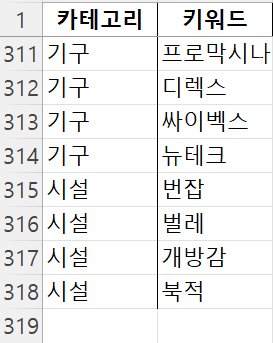 1 카테고리 키워드
311 기구 프로막시나
312 기구 디렉스
313 기구 싸이벡스
314 기구 뉴테크
315 시설 번잡
316 시설 벌레
317 시설 개방감
318 시설 북적
319